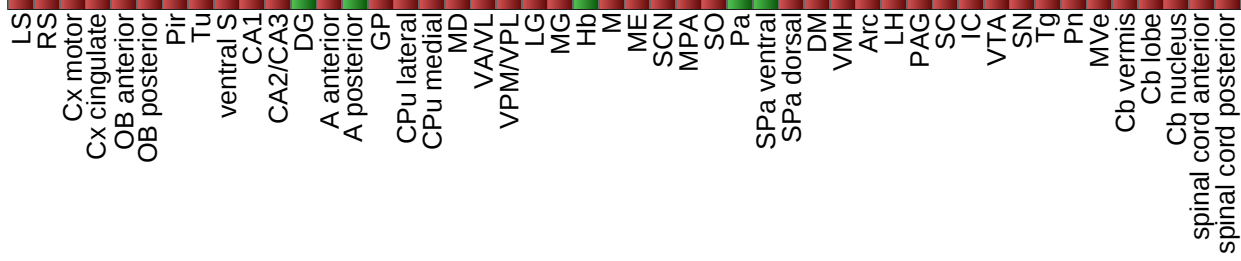 LS
RS
Cx motor
Cx cingulate
OB anterior
OB posterior
Pir
Tu
ventral S
CA1
CA2/CA3
DG
A anterior
A posterior
GP
CPu lateral
CPu medial
MD
VA/VL
VPM/VPL
LG
MG
Hb
M
ME
SCN
MPA
SO
Pa
SPa ventral
SPa dorsal
DM
VMH
Arc
LH
PAG
SC
IC
VTA
SN
Tg
Pn
MVe
Cb vermis
Cb lobe
Cb nucleus
spinal cord anterior
spinal cord posterior